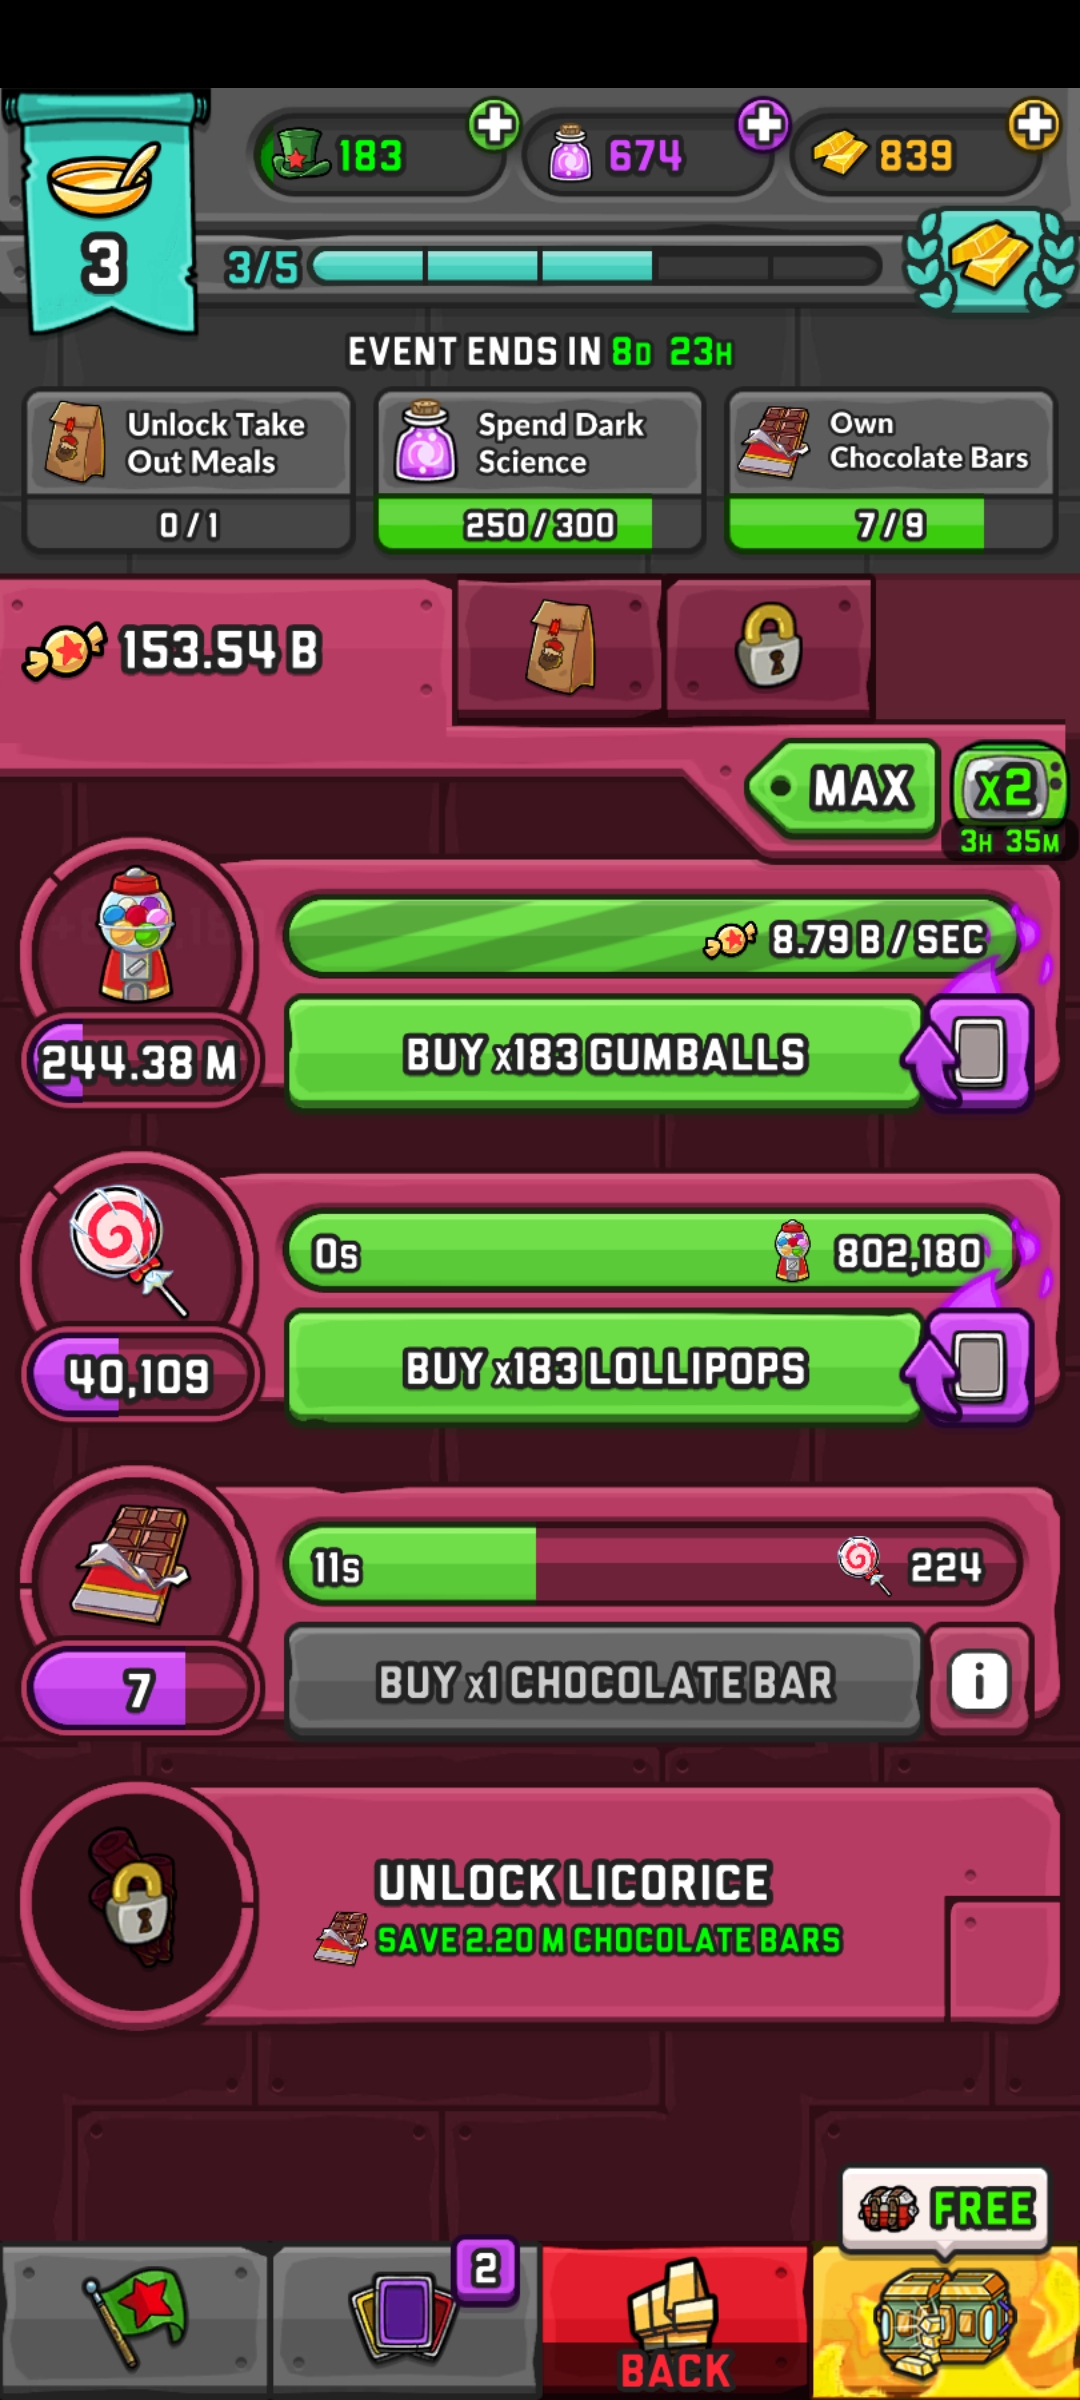 183
674
839
3
3/5
EVENT ENDS IN 8D 23H
Unlock Take
Out Meals
0/1
Spend Dark
Science
250/300
Own
Chocolate Bars
7/9
153.54 B
MAX
x2
3H 35M
8.79 B/SEC
244.38 M
BUY x183 GUMBALLS
0s
802,180
40,109
BUY x183 LOLLIPOPS
11s
224
7
BUY x1 CHOCOLATE BAR
i
UNLOCK LICORICE
SAVE 2.20 M CHOCOLATE BARS
FREE
2
BACK